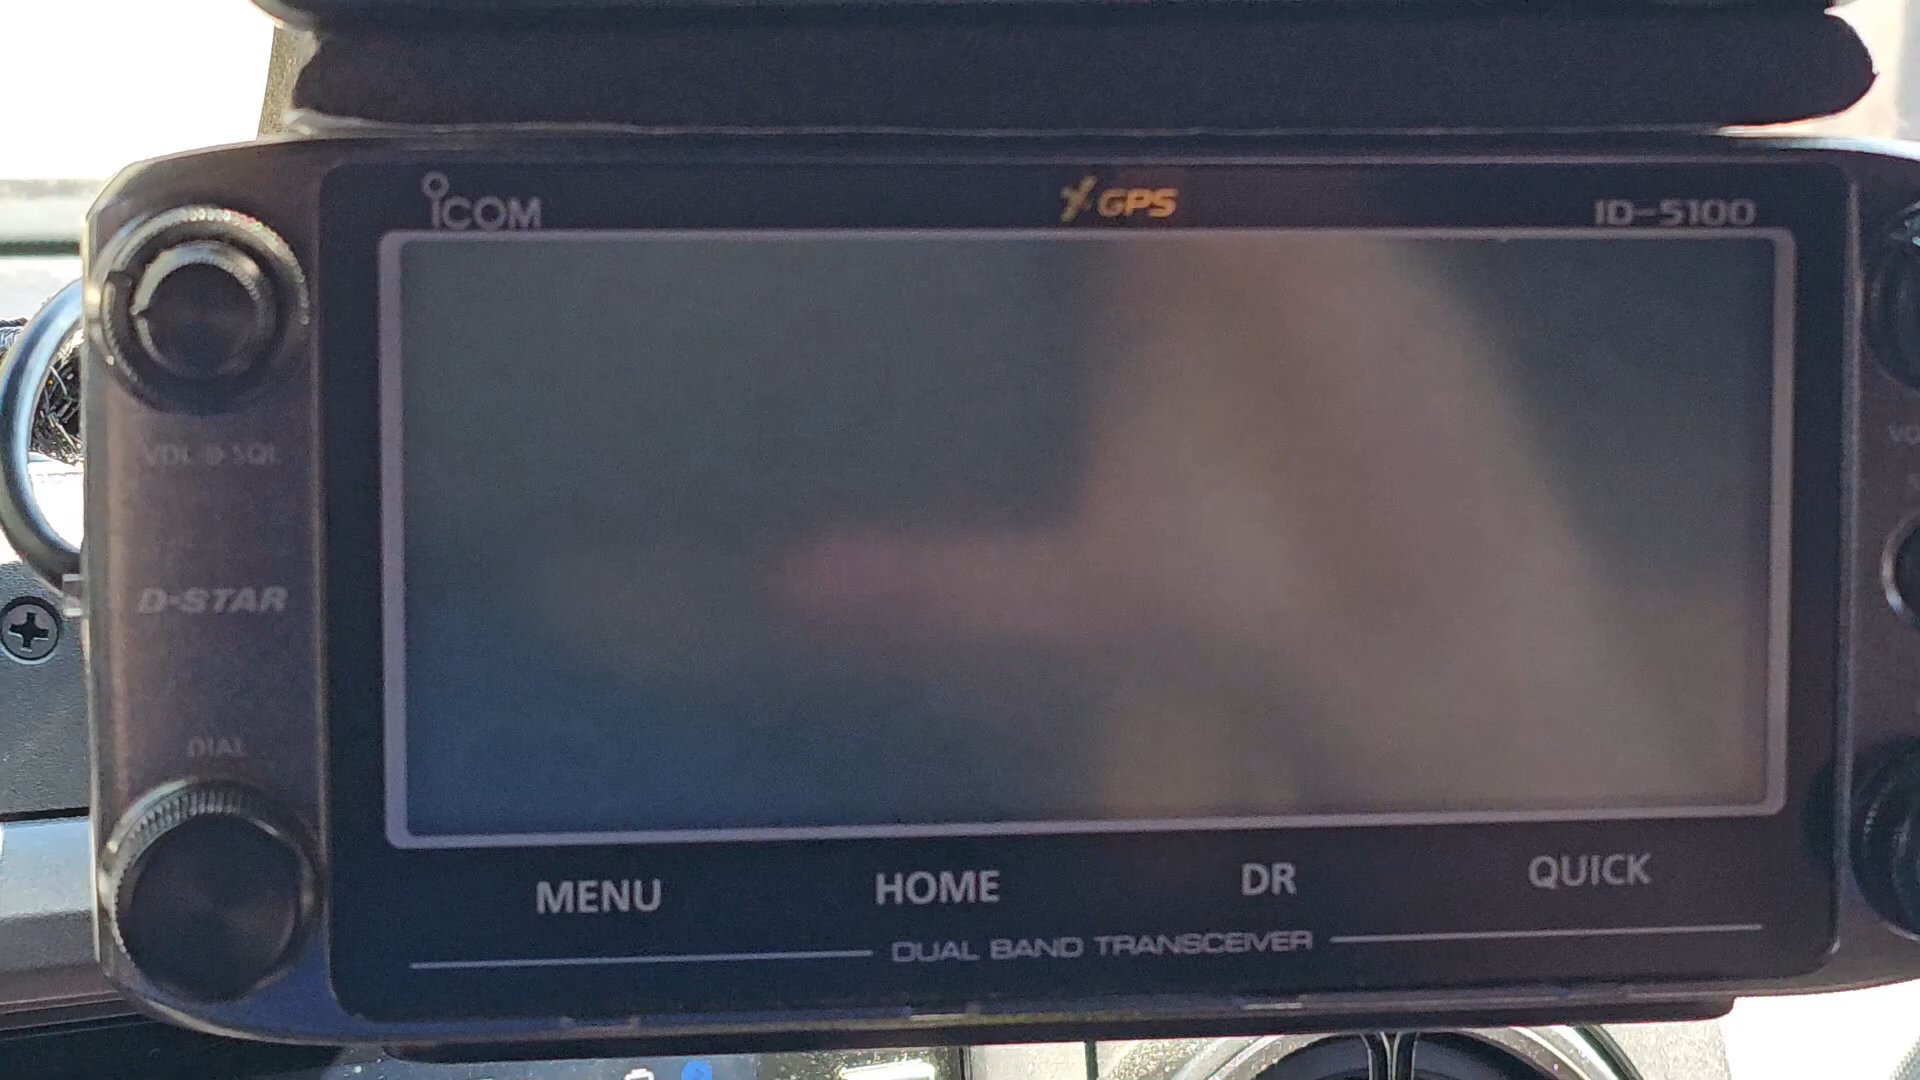 ICOM
GPS
ID-5100
VOL SQL
D-STAR
DIAL
MENU
HOME
DR
QUICK
DUAL BAND TRANSCEIVER